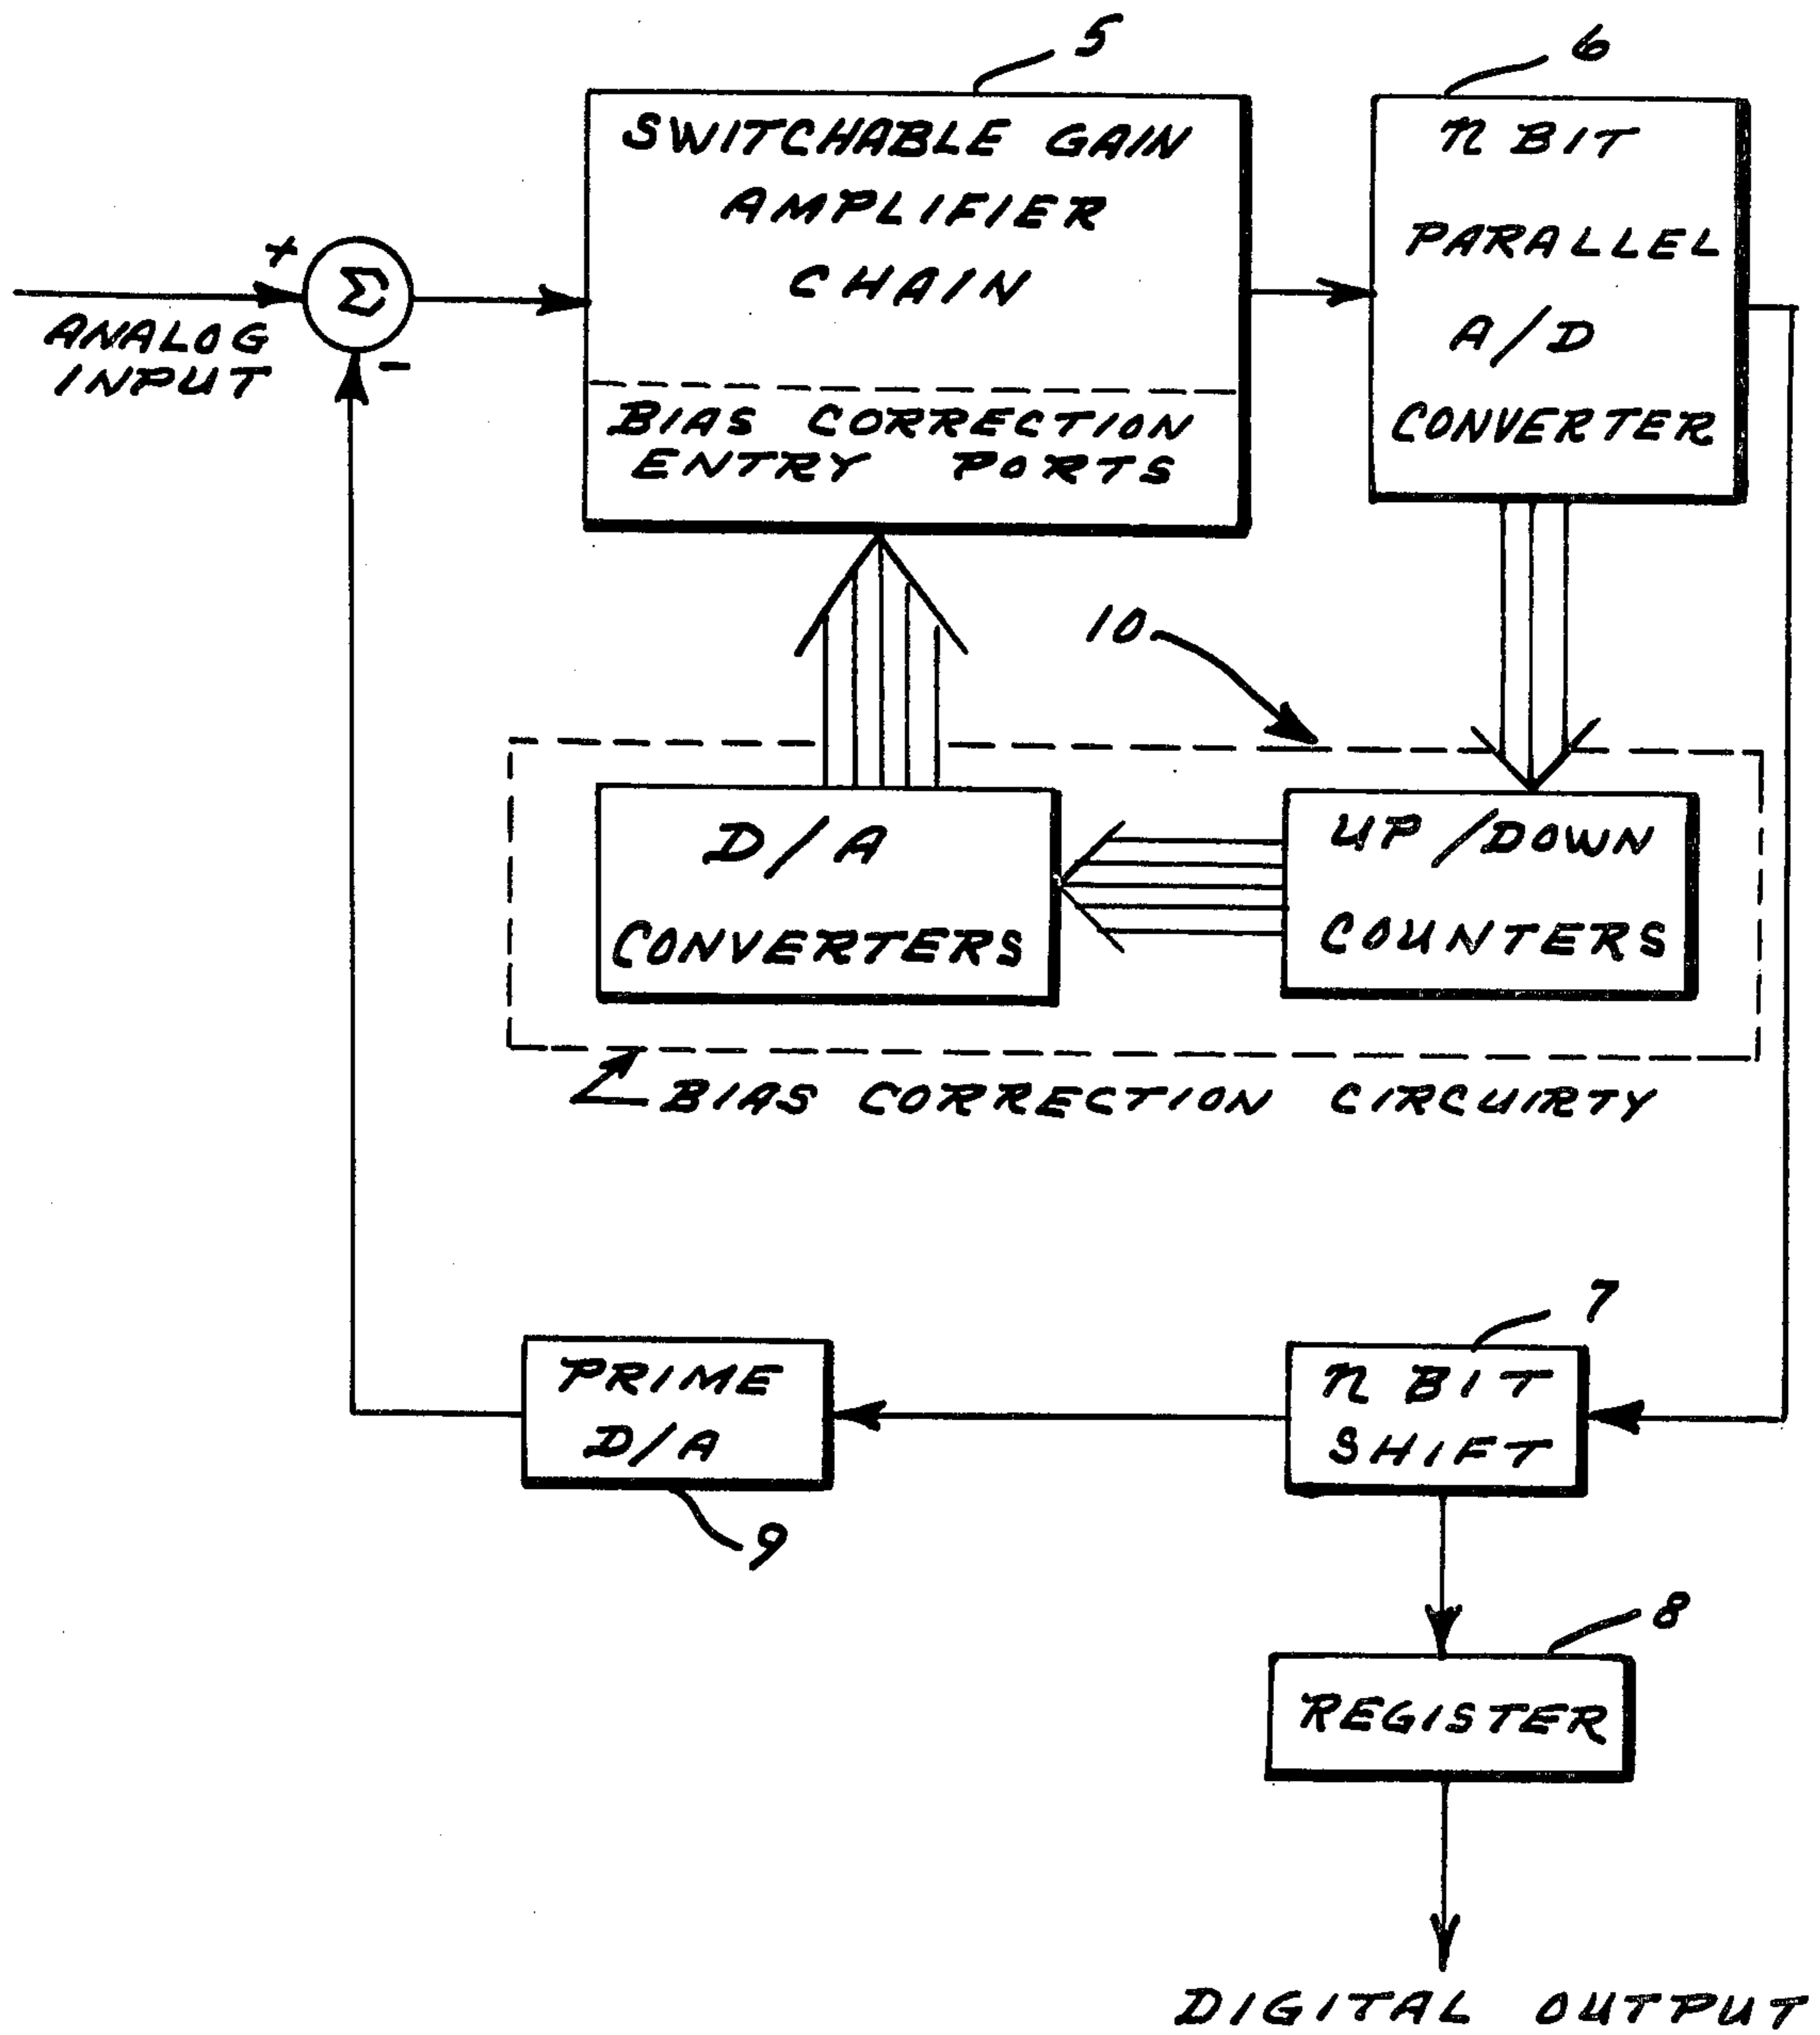 5
6
SWITCHABLE GAIN
AMPLIFIER
CHAIN
BIAS CORRECTION
ENTRY PORTS
n BIT
PARALLEL
A/D
CONVERTER
+
Σ
-
ANALOG
INPUT
10
D/A
CONVERTERS
UP/DOWN
COUNTERS
BIAS CORRECTION CIRCUIRTY
7
PRIME
D/A
n BIT
SHIFT
9
8
REGISTER
DIGITAL OUTPUT